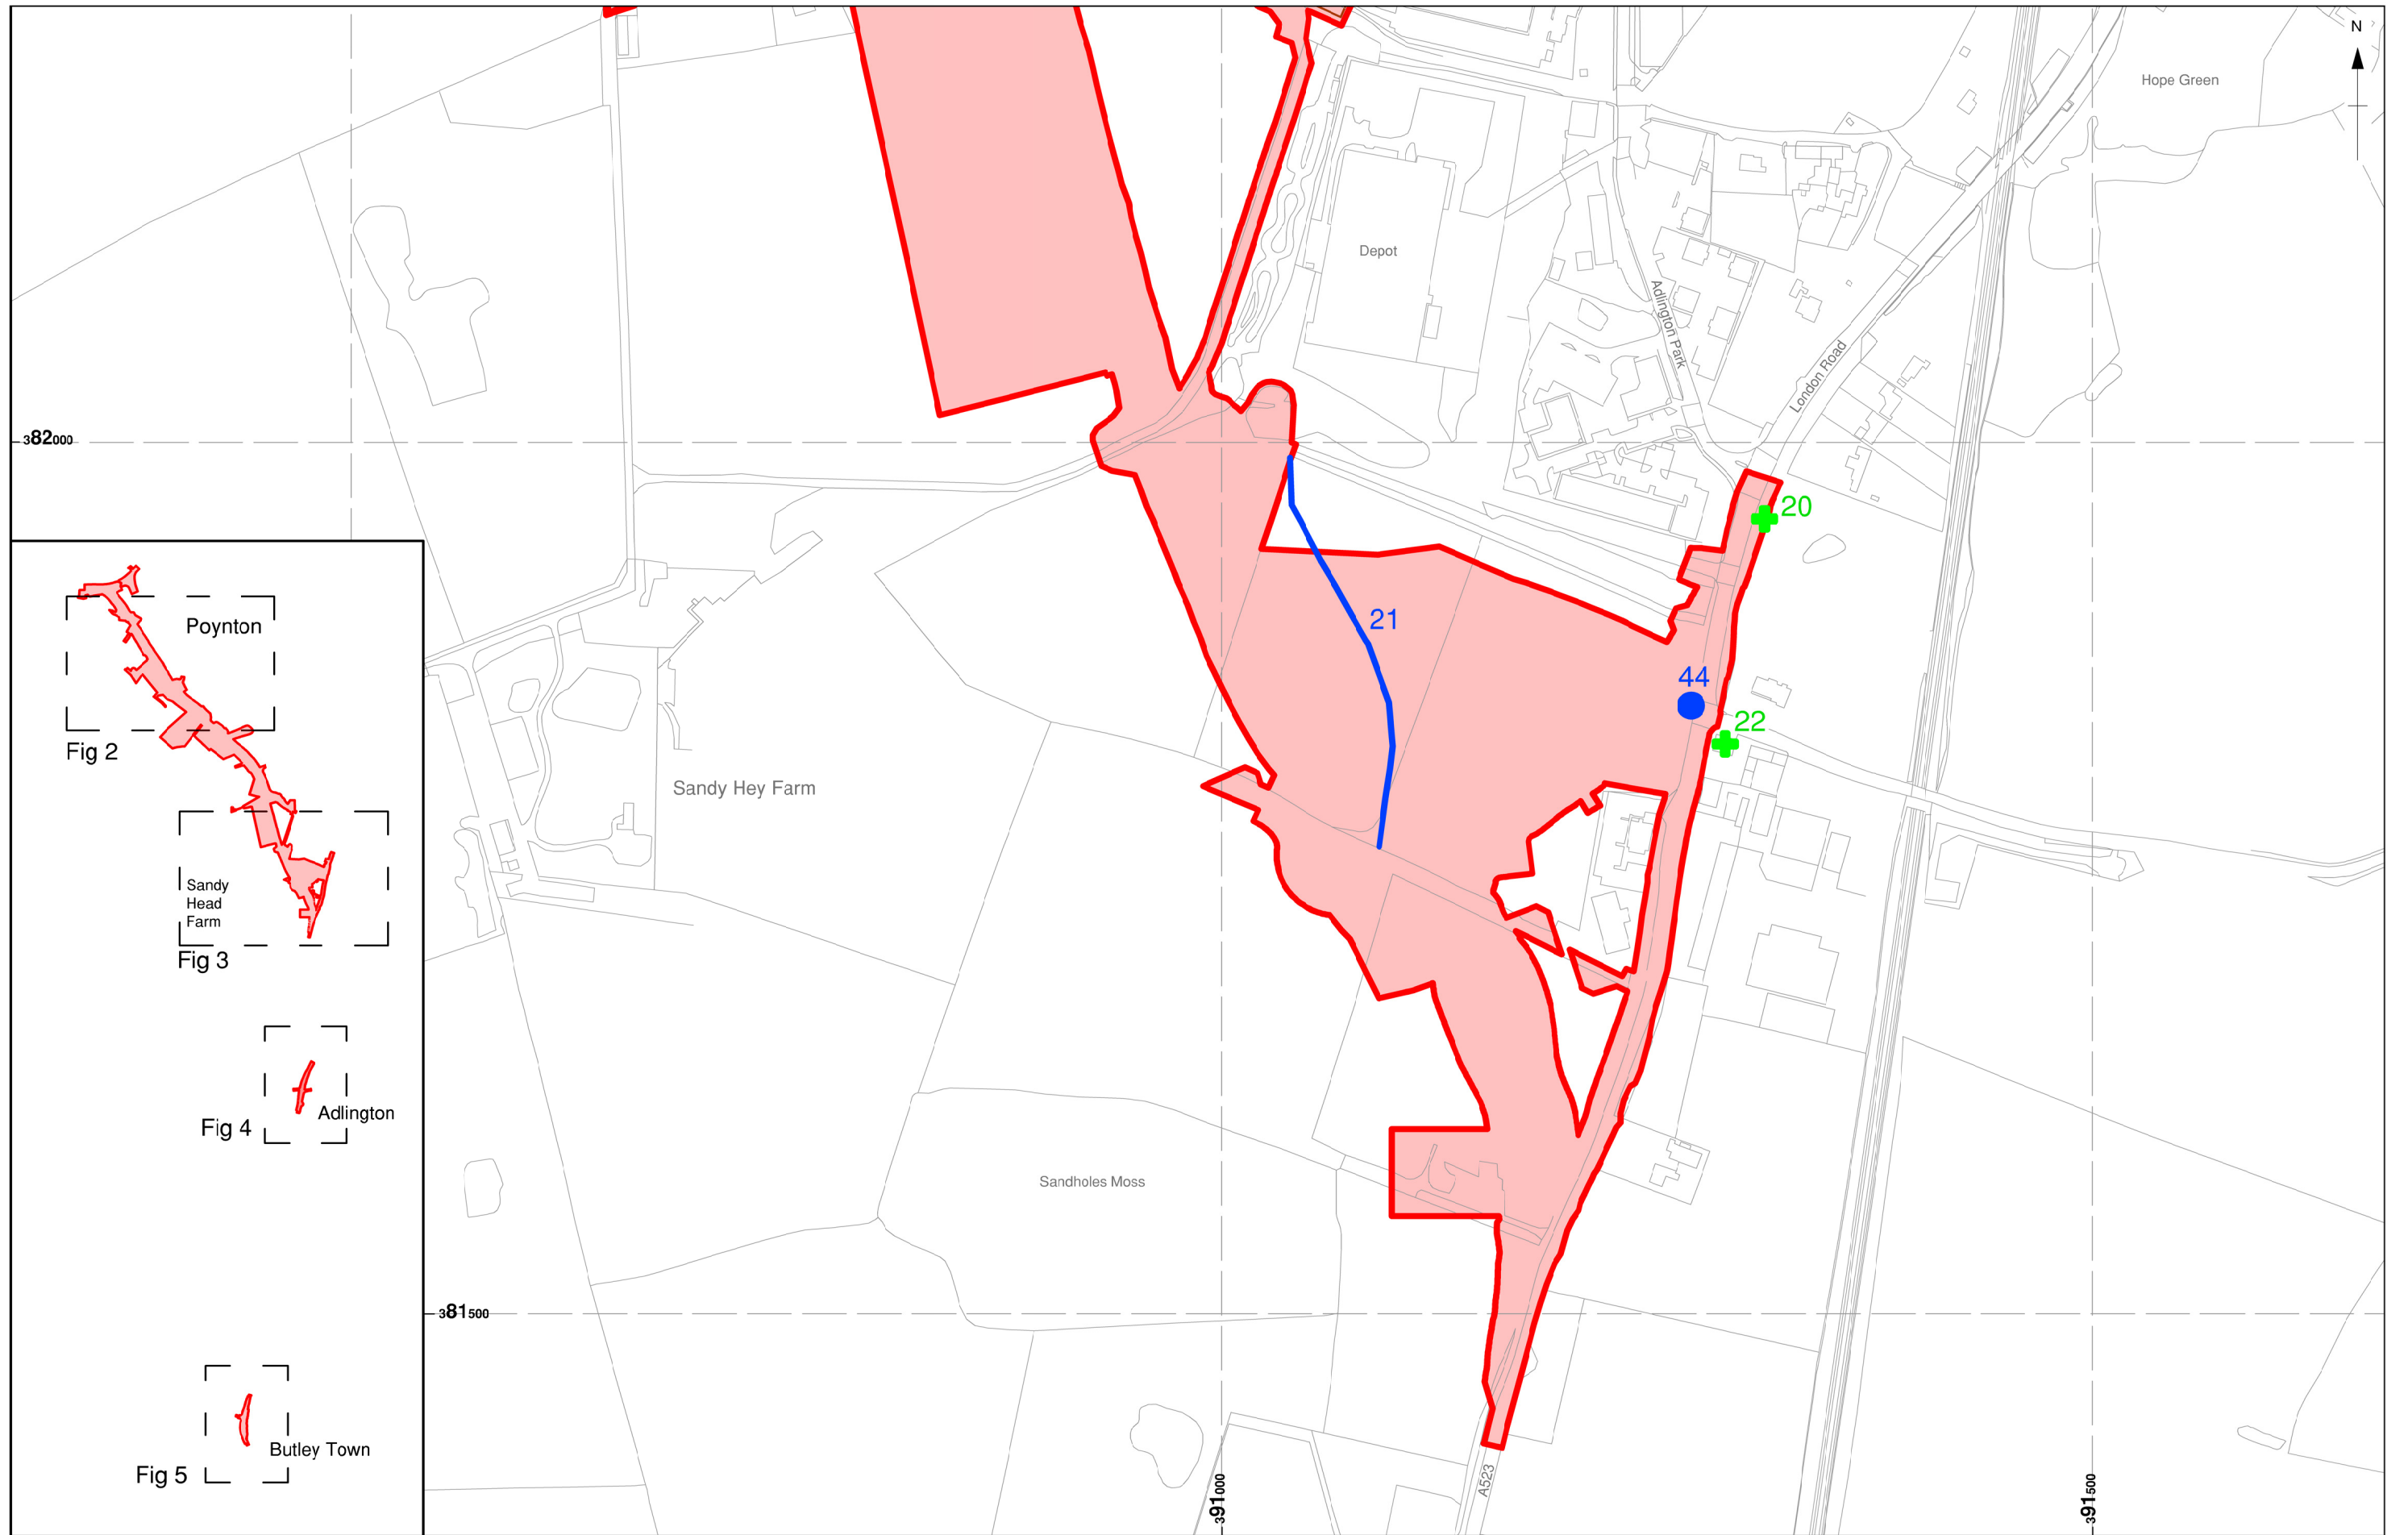 N
Hope Green
Depot
Adlington Park
London Road
382000
20
21
44
22
Poynton
Fig 2
Sandy Hey Farm
Sandy
Head
Farm
Fig 3
Adlington
Fig 4
Sandholes Moss
381500
Butley Town
Fig 5
A523
391000
391500